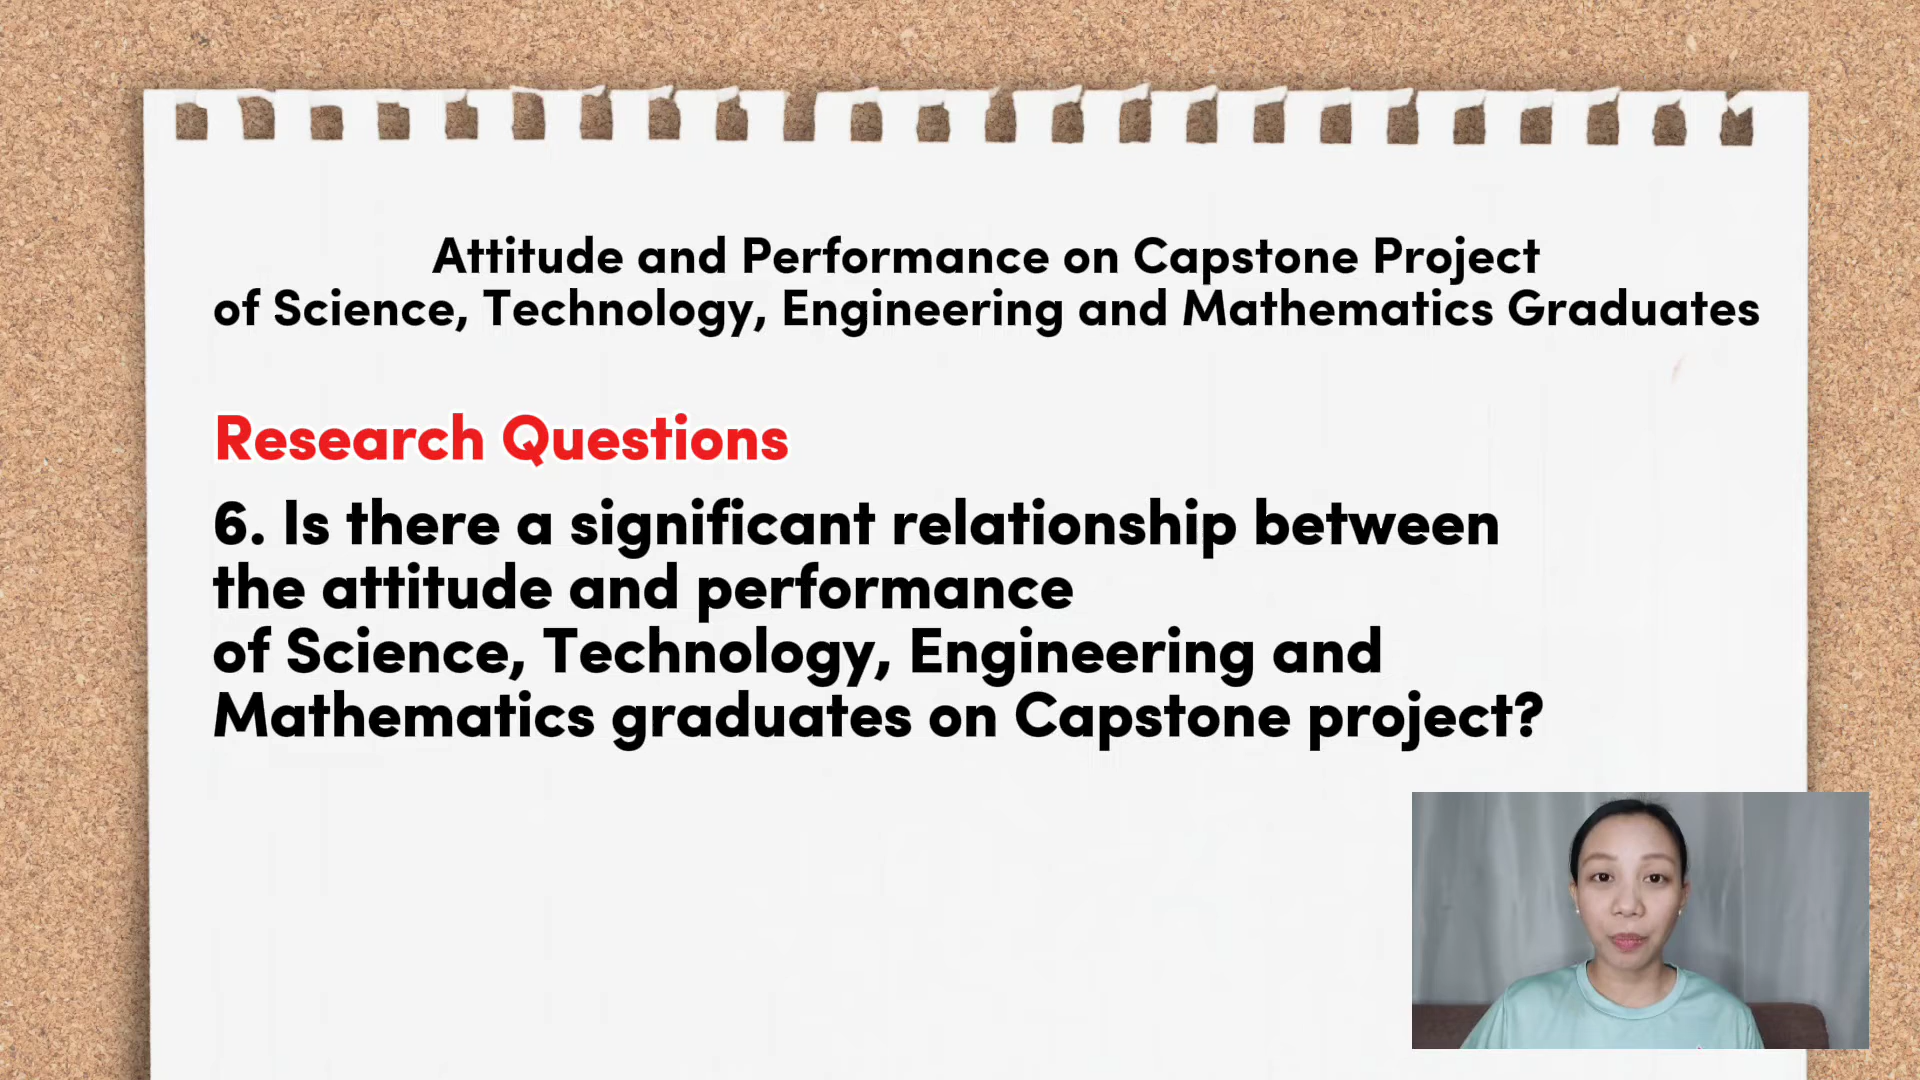 Attitude and Performance on Capstone Project
of Science, Technology, Engineering and Mathematics Graduates
Research Questions
6. Is there a significant relationship between
the attitude and performance
of Science, Technology, Engineering and
Mathematics graduates on Capstone project?